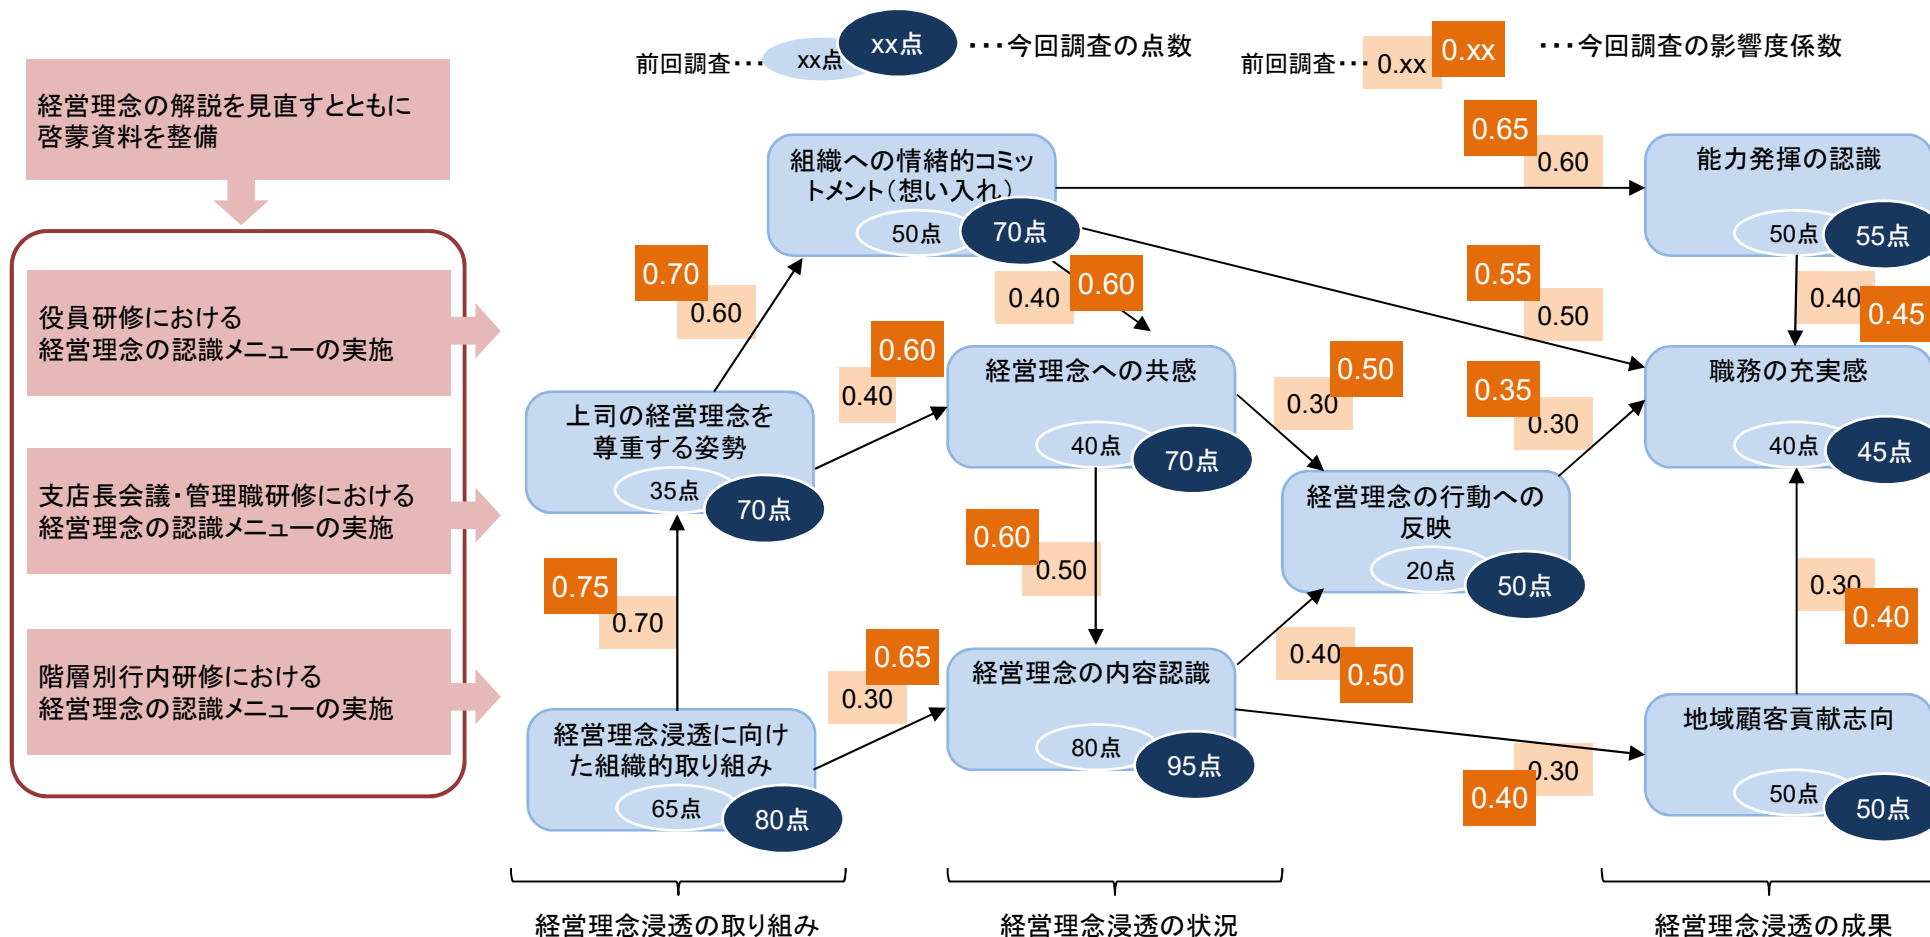 前回調査・・・
xx点
xx点
・・・今回調査の点数
前回調査・・・
0.xx
0.xx
・・・今回調査の影響度係数
経営理念の解説を見直すとともに
啓蒙資料を整備
役員研修における
経営理念の認識メニューの実施
支店長会議・管理職研修における
経営理念の認識メニューの実施
階層別行内研修における
経営理念の認識メニューの実施
組織への情緒的コミッ
トメント（想い入れ）
50点
70点
0.65
0.60
能力発揮の認識
50点
55点
0.70
0.60
0.40
0.60
0.55
0.50
0.40
0.45
0.60
0.40
経営理念への共感
40点
70点
0.50
0.30
0.35
0.30
職務の充実感
40点
45点
上司の経営理念を
尊重する姿勢
35点
70点
経営理念の行動への
反映
20点
50点
0.60
0.50
0.75
0.70
0.30
0.40
0.65
0.30
経営理念の内容認識
80点
95点
0.40
0.50
経営理念浸透に向け
た組織的取り組み
65点
80点
0.30
0.40
地域顧客貢献志向
50点
50点
経営理念浸透の取り組み
経営理念浸透の状況
経営理念浸透の成果